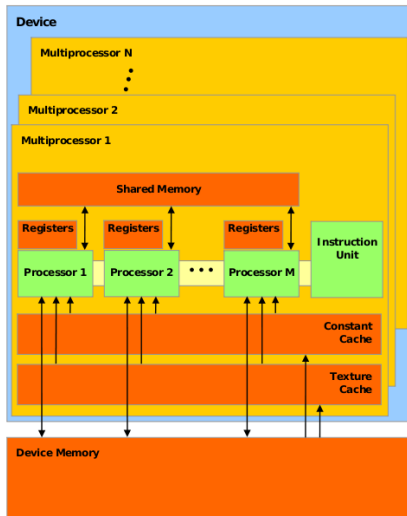 Device
Multiprocessor N
Multiprocessor 2
Multiprocessor 1
Shared Memory
Registers
Registers
Registers
Processor 1
Processor 2
Processor M
Instruction
Unit
Constant
Cache
Texture
Cache
Device Memory